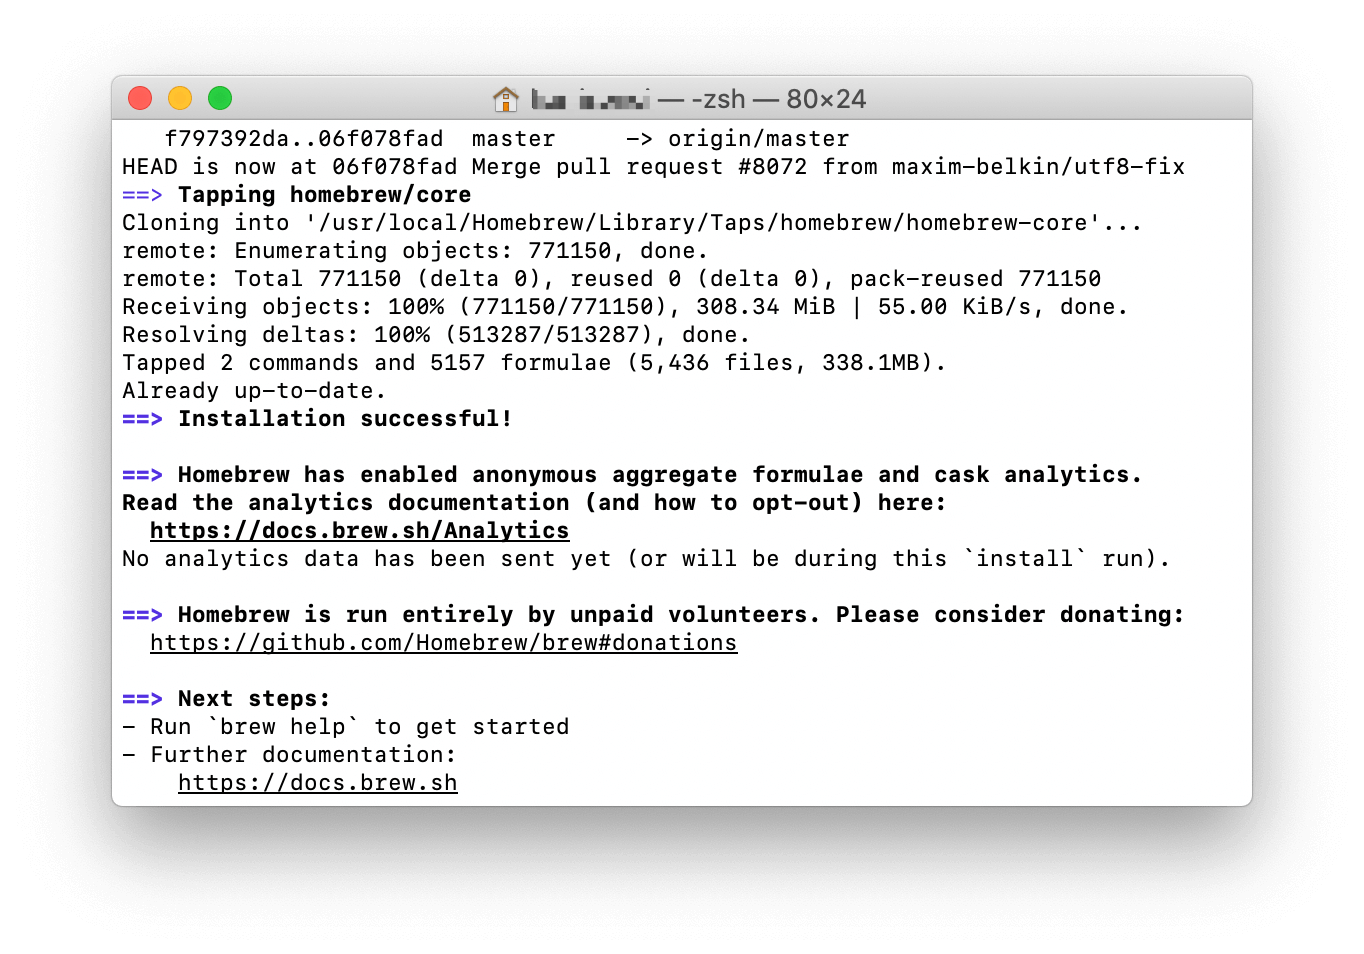 — -zsh — 80×24
f797392da..06f078fad  master     -> origin/master
HEAD is now at 06f078fad Merge pull request #8072 from maxim-belkin/utf8-fix
==> Tapping homebrew/core
Cloning into '/usr/local/Homebrew/Library/Taps/homebrew/homebrew-core'...
remote: Enumerating objects: 771150, done.
remote: Total 771150 (delta 0), reused 0 (delta 0), pack-reused 771150
Receiving objects: 100% (771150/771150), 308.34 MiB | 55.00 KiB/s, done.
Resolving deltas: 100% (513287/513287), done.
Tapped 2 commands and 5157 formulae (5,436 files, 338.1MB).
Already up-to-date.
==> Installation successful!

==> Homebrew has enabled anonymous aggregate formulae and cask analytics.
Read the analytics documentation (and how to opt-out) here:
  https://docs.brew.sh/Analytics
No analytics data has been sent yet (or will be during this `install` run).

==> Homebrew is run entirely by unpaid volunteers. Please consider donating:
  https://github.com/Homebrew/brew#donations

==> Next steps:
- Run `brew help` to get started
- Further documentation:
    https://docs.brew.sh